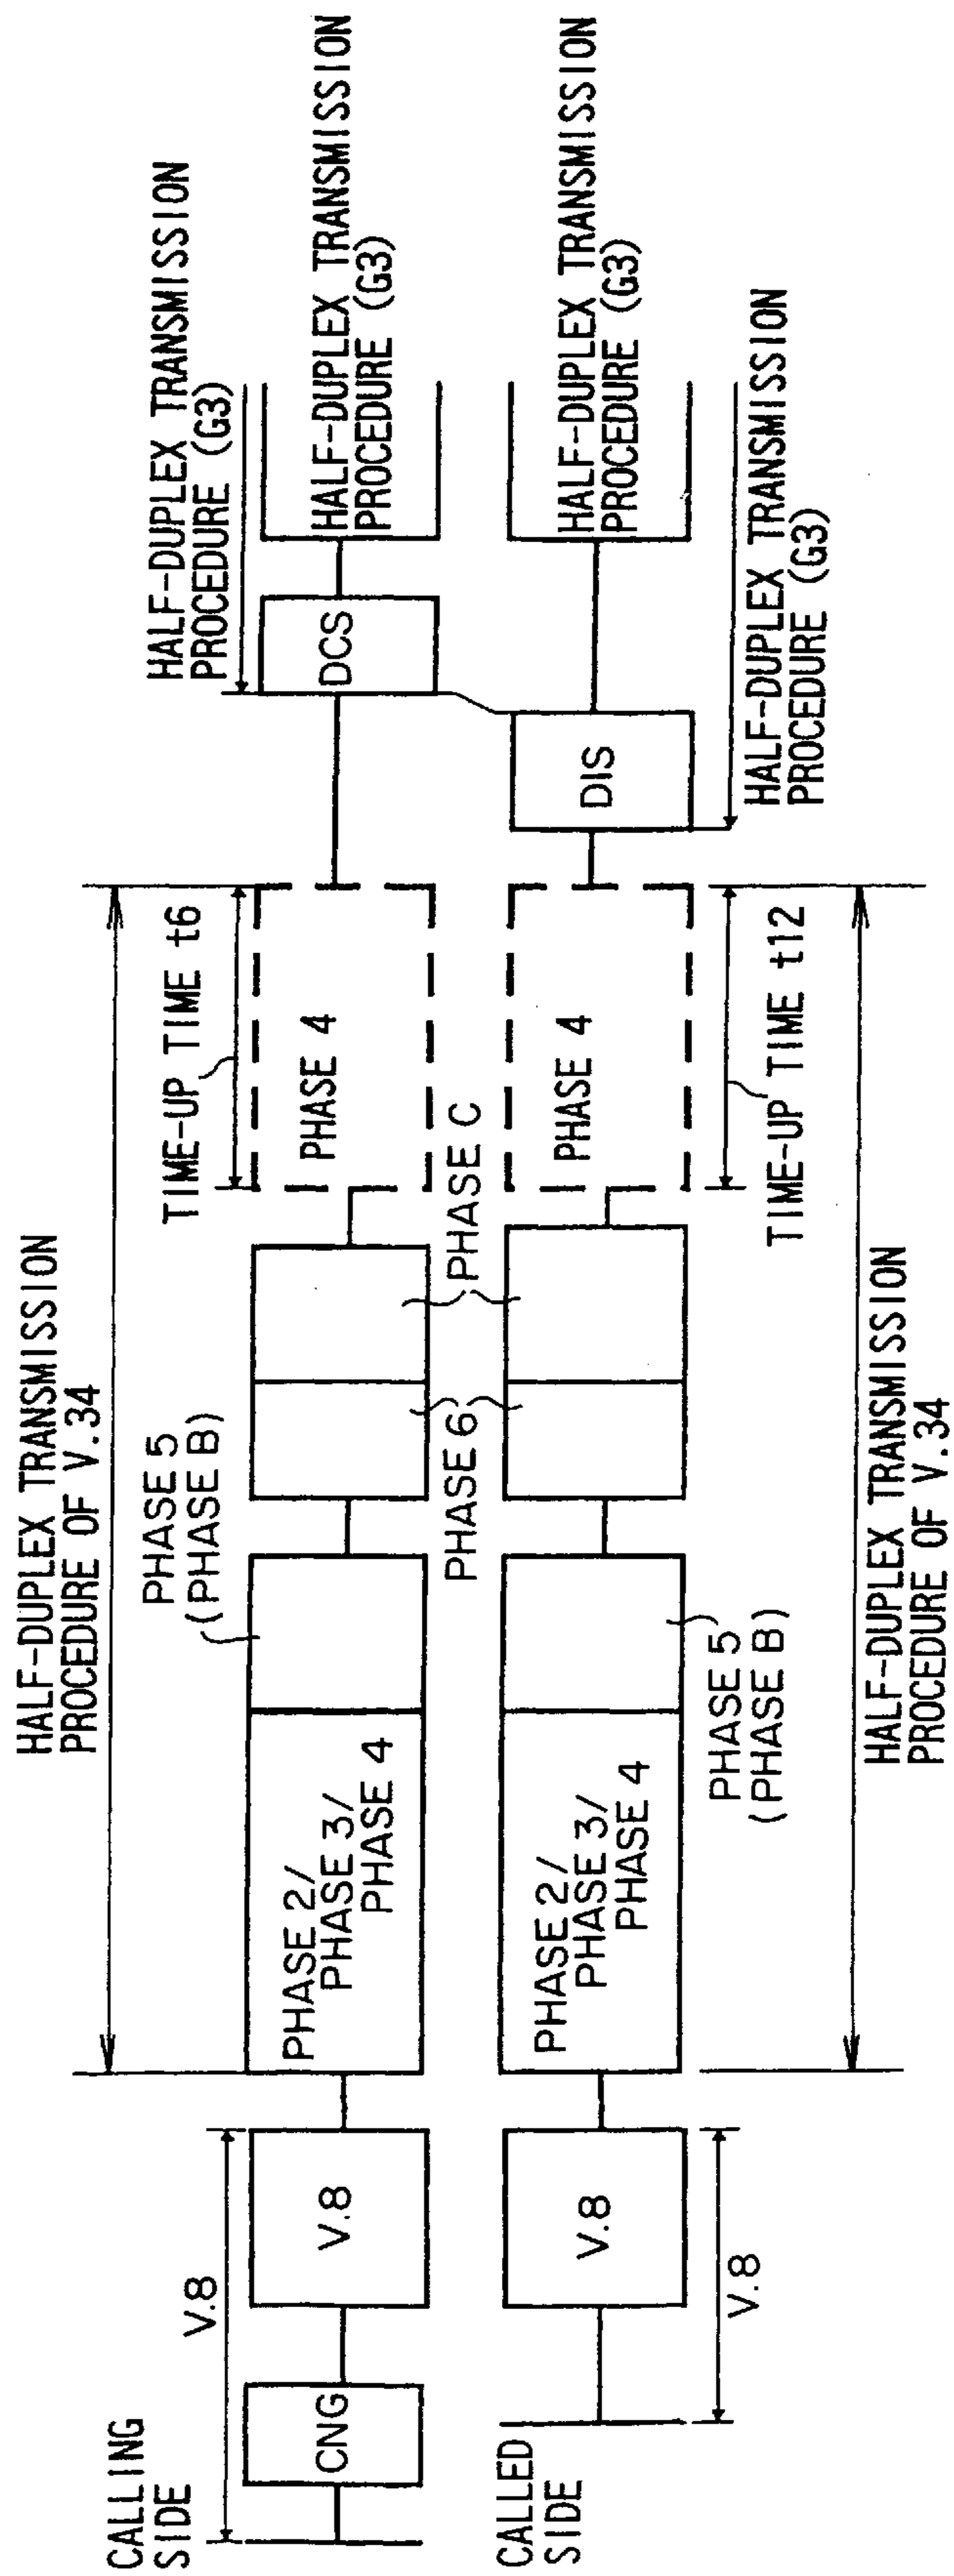 HALF-DUPLEX TRANSMISSION
PROCEDURE OF V.34
CALLING
SIDE
V.8
CNG
V.8
PHASE 2/
PHASE 3/
PHASE 4
PHASE 5
(PHASE B)
PHASE 6
PHASE C
TIME-UP TIME t6
PHASE 4
HALF-DUPLEX TRANSMISSION
PROCEDURE (G3)
DCS
HALF-DUPLEX TRANSMISSION
PROCEDURE (G3)
CALLED
SIDE
V.8
V.8
PHASE 2/
PHASE 3/
PHASE 4
PHASE 5
(PHASE B)
PHASE 4
TIME-UP TIME t12
DIS
HALF-DUPLEX TRANSMISSION
PROCEDURE (G3)
HALF-DUPLEX TRANSMISSION
PROCEDURE (G3)
HALF-DUPLEX TRANSMISSION
PROCEDURE OF V.34